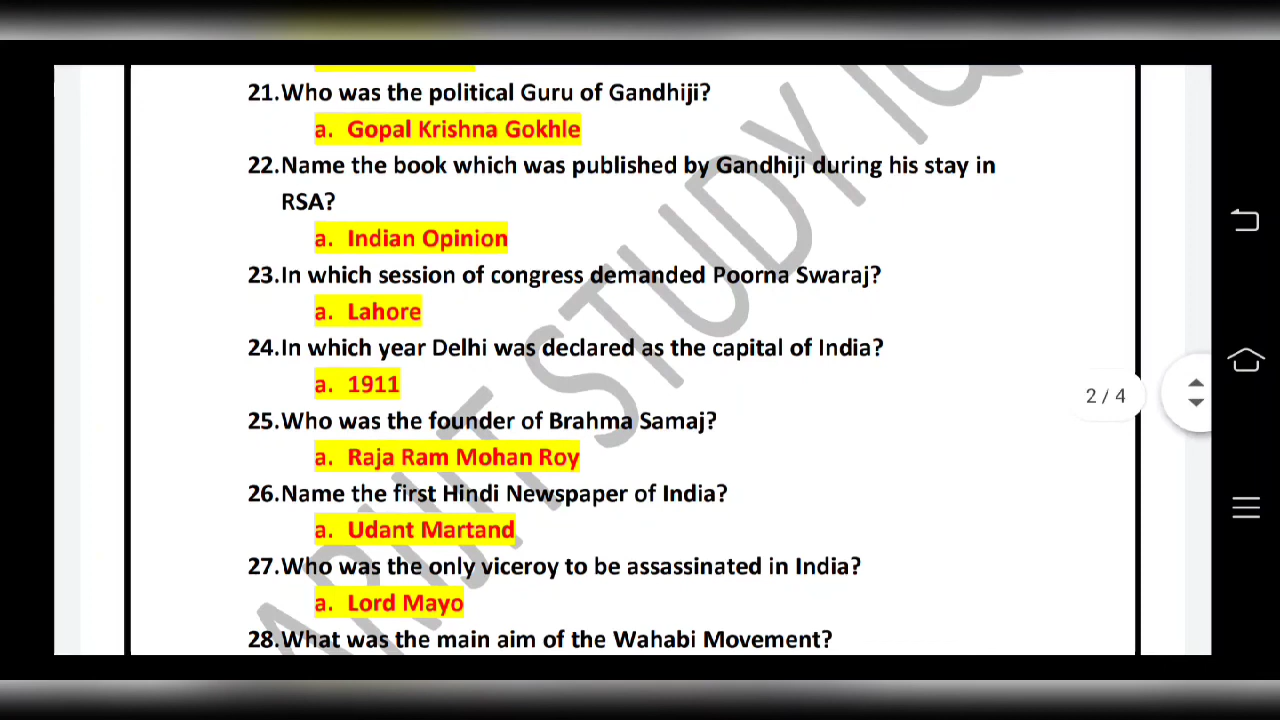 21.Who was the political Guru of Gandhiji?
a. Gopal Krishna Gokhle
22.Name the book which was published by Gandhiji during his stay in
RSA?
a. Indian Opinion
23.In which session of congress demanded Poorna Swaraj?
a. Lahore
24.In which year Delhi was declared as the capital of India?
a. 1911
25.Who was the founder of Brahma Samaj?
a. Raja Ram Mohan Roy
26.Name the first Hindi Newspaper of India?
a. Udant Martand
27.Who was the only viceroy to be assassinated in India?
a. Lord Mayo
28.What was the main aim of the Wahabi Movement?
2 / 4
STUDY